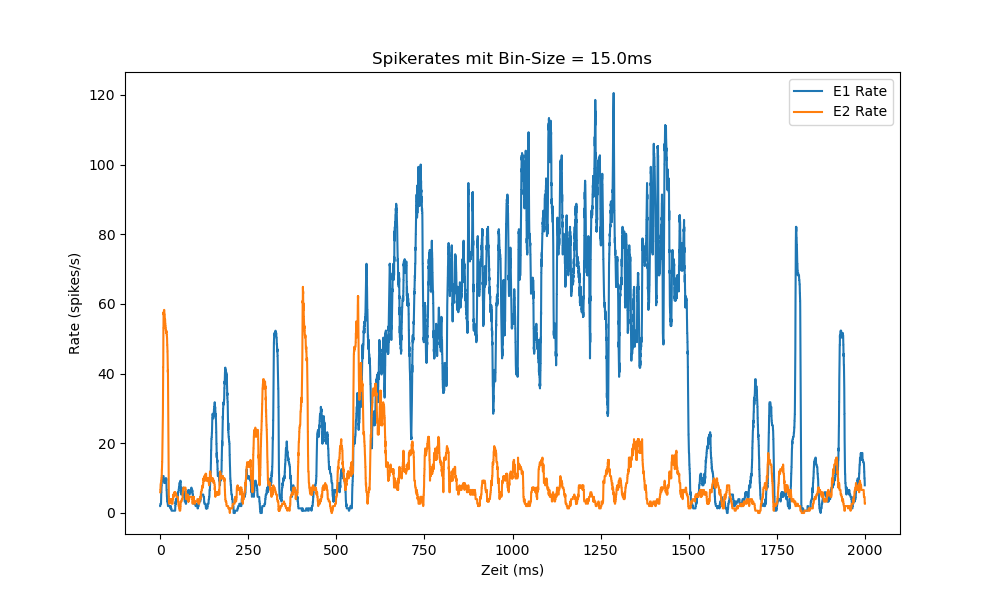 Spikerates mit Bin-Size = 15.0ms
E1 Rate
E2 Rate
120
100
80
60
40
20
0
Rate (spikes/s)
0 250 500 750 1000 1250 1500 1750 2000
Zeit (ms)